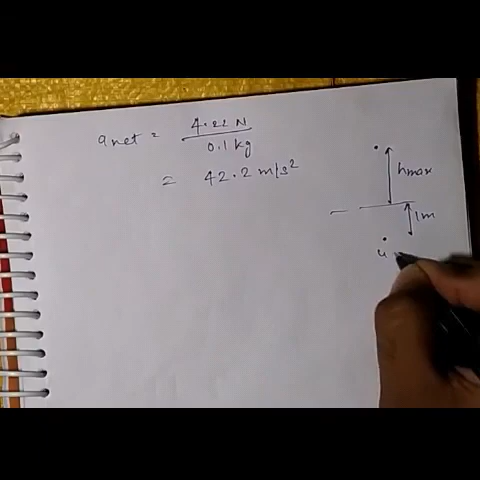 anet = 4.22 N
0.1 kg
= 42.2 m/s²
hmax
1m
u